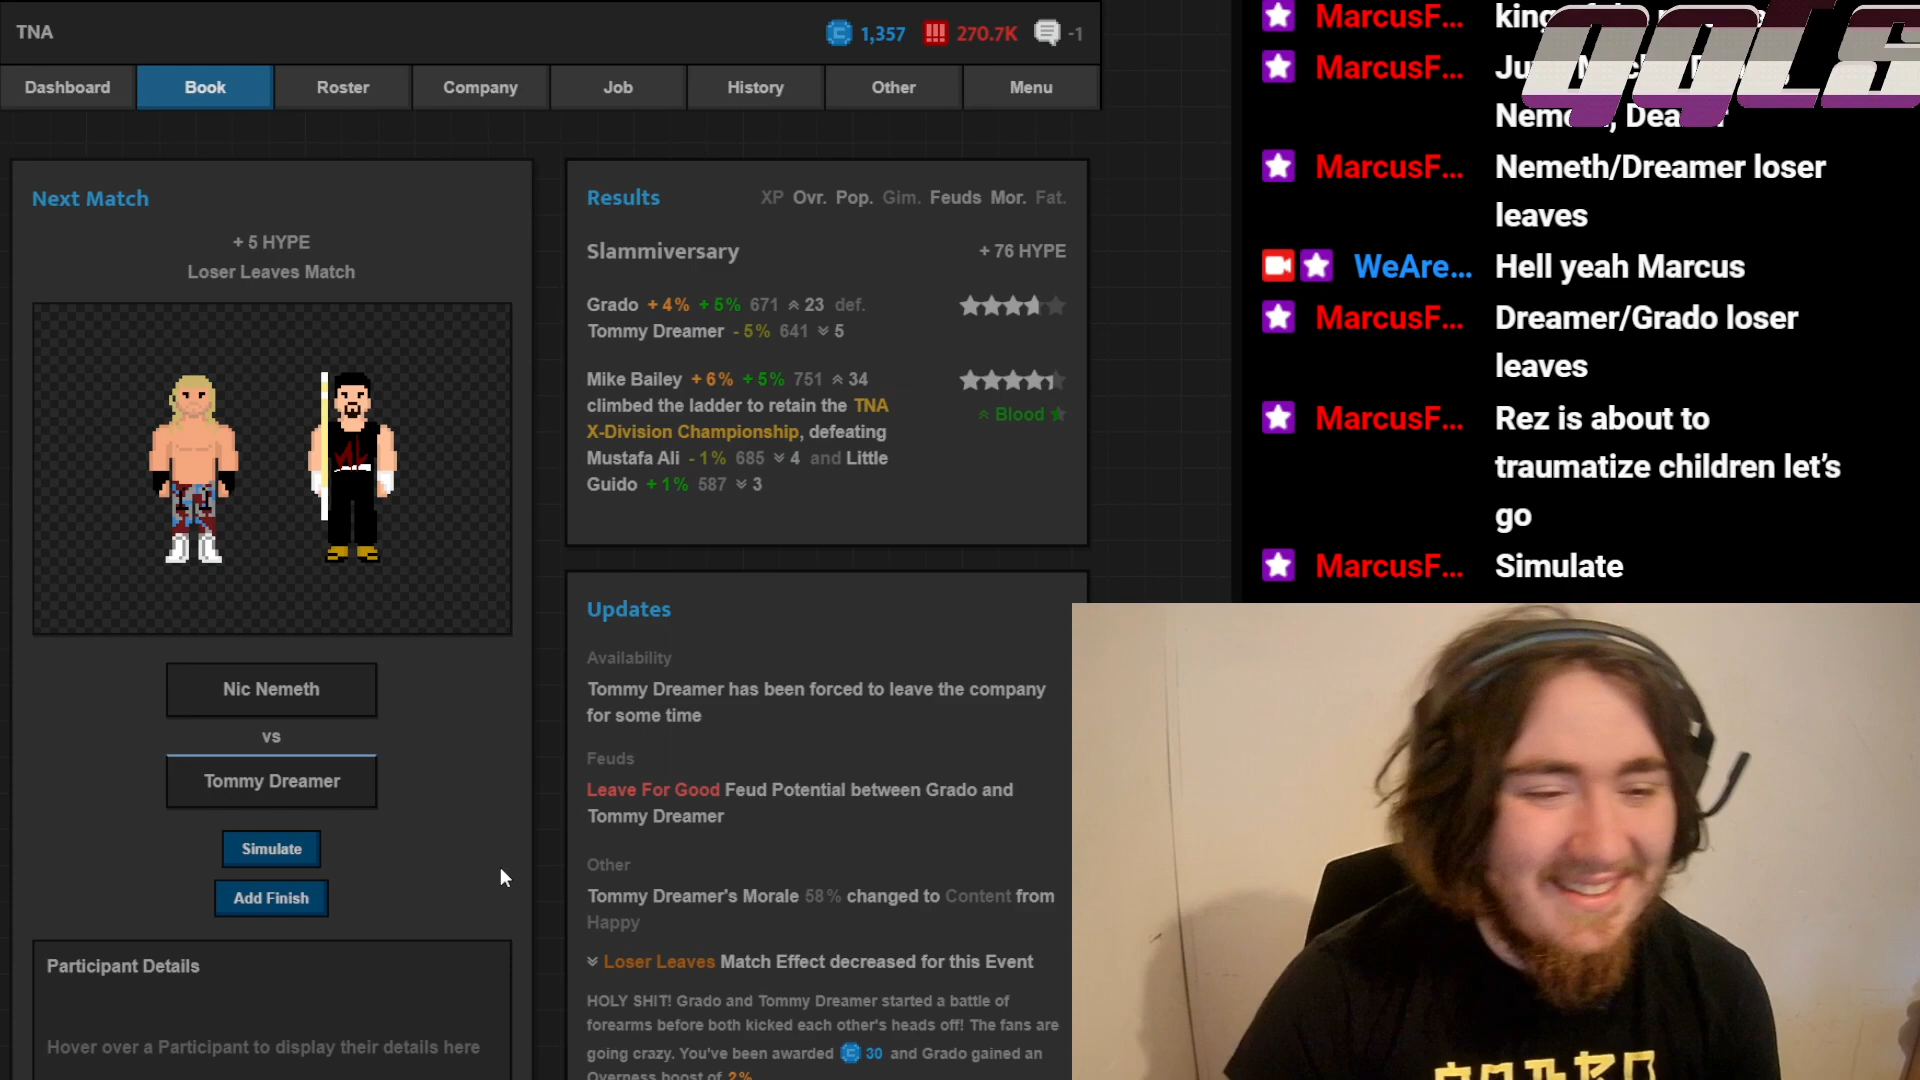 TNA
1,357
270.7K
-1
Dashboard
Book
Roster
Company
Job
History
Other
Menu
Next Match
+ 5 HYPE
Loser Leaves Match
Nic Nemeth
vs
Tommy Dreamer
Simulate
Add Finish
Participant Details
Hover over a Participant to display their details here
Results
XP Ovr. Pop. Gim. Feuds Mor. Fat.
Slammiversary
+ 76 HYPE
Grado + 4% + 5% 671 23 def.
Tommy Dreamer - 5% 641 5
Mike Bailey + 6% + 5% 751 34
climbed the ladder to retain the TNA
Blood
X-Division Championship, defeating
Mustafa Ali - 1% 685 4 and Little
Guido + 1% 587 3
Updates
Availability
Tommy Dreamer has been forced to leave the company
for some time
Feuds
Leave For Good Feud Potential between Grado and
Tommy Dreamer
Other
Tommy Dreamer's Morale 58% changed to Content from
Happy
Loser Leaves Match Effect decreased for this Event
HOLY SHIT! Grado and Tommy Dreamer started a battle of
forearms before both kicked each other's heads off! The fans are
going crazy. You've been awarded 30 and Grado gained an
Overness boost of 2%
MarcusF...
MarcusF...
MarcusF... Nemeth/Dreamer loser
leaves
WeAre... Hell yeah Marcus
MarcusF... Dreamer/Grado loser
leaves
MarcusF... Rez is about to
traumatize children let's
go
MarcusF... Simulate